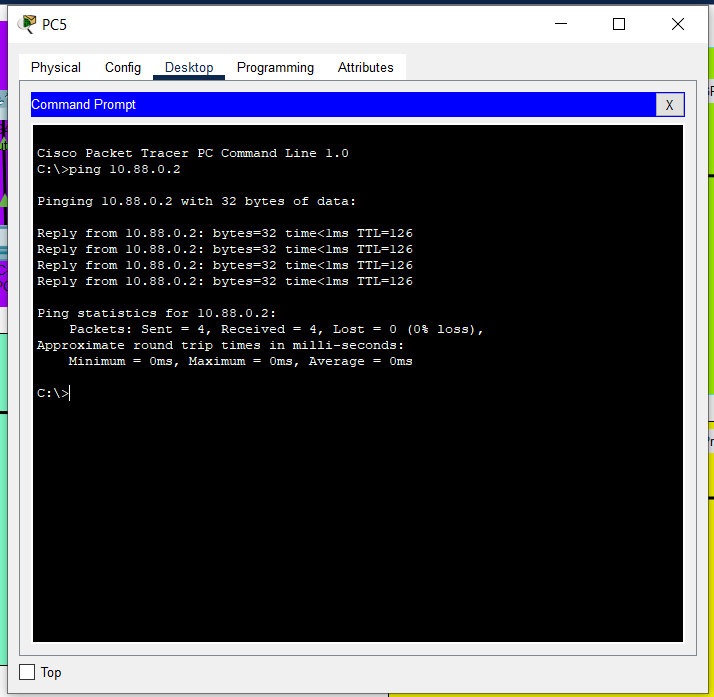 PC5
Physical Config Desktop Programming Attributes
Command Prompt X
Cisco Packet Tracer PC Command Line 1.0
C:\>ping 10.88.0.2
Pinging 10.88.0.2 with 32 bytes of data:
Reply from 10.88.0.2: bytes=32 time<1ms TTL=126
Reply from 10.88.0.2: bytes=32 time<1ms TTL=126
Reply from 10.88.0.2: bytes=32 time<1ms TTL=126
Reply from 10.88.0.2: bytes=32 time<1ms TTL=126
Ping statistics for 10.88.0.2:
    Packets: Sent = 4, Received = 4, Lost = 0 (0% loss),
Approximate round trip times in milli-seconds:
    Minimum = 0ms, Maximum = 0ms, Average = 0ms
C:\>
Top